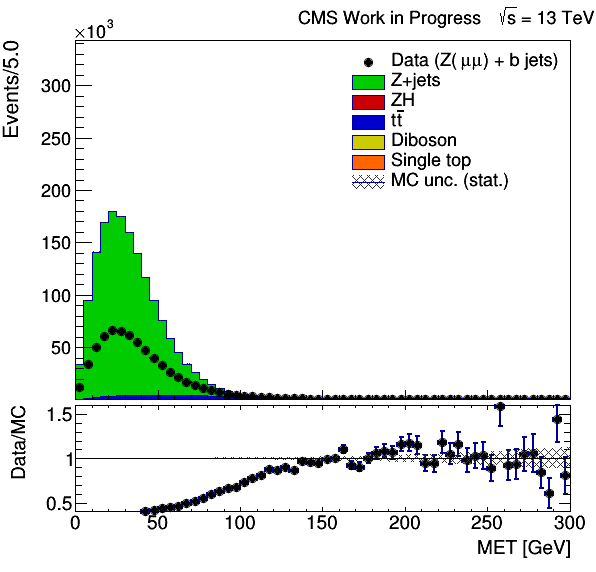 CMS Work in Progress √s = 13 TeV
×10³
Events/5.0
300
250
200
150
100
50
Data (Z(μμ) + b jets)
Z+jets
ZH
tt̄
Diboson
Single top
MC unc. (stat.)
Data/MC
1.5
1
0.5
0 50 100 150 200 250 300
MET [GeV]